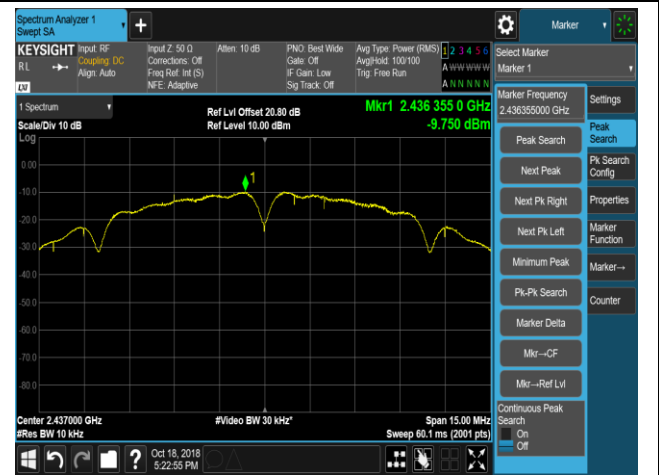 Spectrum Analyzer 1
Swept SA
+
Marker
KEYSIGHT
RL
LXI
Input: RF
Coupling: DC
Align: Auto
Input Z: 50 Ω
Corrections: Off
Freq Ref: Int (S)
NFE: Adaptive
Atten: 10 dB
PNO: Best Wide
Gate: Off
IF Gain: Low
Sig Track: Off
Avg Type: Power (RMS)
Avg|Hold: 100/100
Trig: Free Run
1 2 3 4 5 6
A W W W W W
A N N N N N
Select Marker
Marker 1
1 Spectrum
Scale/Div 10 dB
Log
Ref Lvl Offset 20.80 dB
Ref Level 10.00 dBm
Mkr1 2.436 355 0 GHz
-9.750 dBm
1
0.00
-10.0
-20.0
-30.0
-40.0
-50.0
-60.0
-70.0
-80.0
Center 2.437000 GHz
#Res BW 10 kHz
#Video BW 30 kHz*
Span 15.00 MHz
Sweep 60.1 ms (2001 pts)
Marker Frequency
2.436355000 GHz
Peak Search
Next Peak
Next Pk Right
Next Pk Left
Minimum Peak
Pk-Pk Search
Marker Delta
Mkr→CF
Mkr→Ref Lvl
Continuous Peak
Search
On
Off
Settings
Peak
Search
Pk Search
Config
Properties
Marker
Function
Marker→
Counter
?
Oct 18, 2018
5:22:55 PM